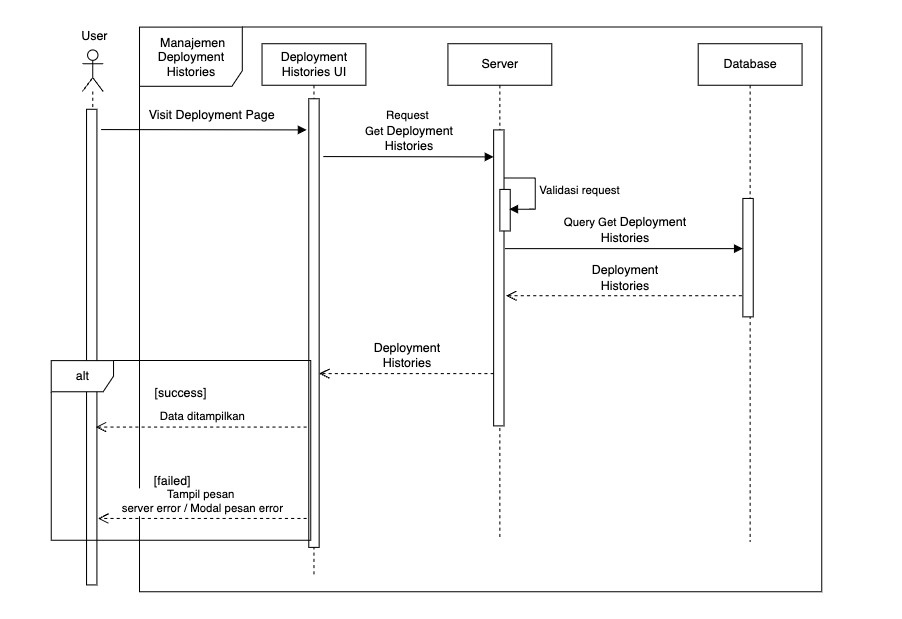 User
Manajemen
Deployment
Histories
Deployment
Histories UI
Server
Database
Visit Deployment Page
Request
Get Deployment
Histories
Validasi request
Query Get Deployment
Histories
Deployment
Histories
Deployment
Histories
alt
[success]
Data ditampilkan
[failed]
Tampil pesan
server error / Modal pesan error